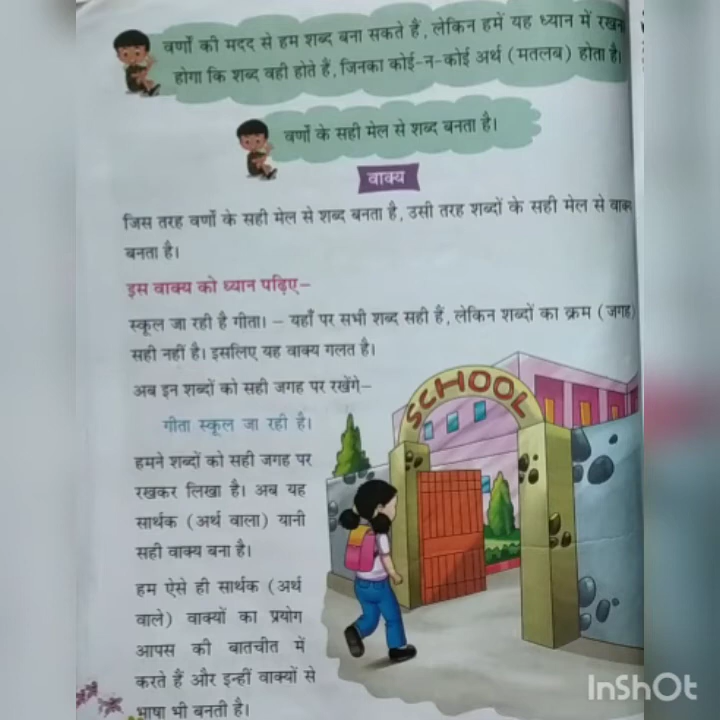 वर्णों की मदद से हम शब्द बना सकते हैं, लेकिन हमें यह ध्यान में रखन
होगा कि शब्द वही होते हैं, जिनका कोई-न-कोई अर्थ (मतलब) होता है।
वर्णों के सही मेल से शब्द बनता है।
वाक्य
जिस तरह वर्णों के सही मेल से शब्द बनता है, उसी तरह शब्दों के सही मेल से वाक्य
बनता है।
इस वाक्य को ध्यान पढ़िए–
स्कूल जा रही है गीता। – यहाँ पर सभी शब्द सही हैं, लेकिन शब्दों का क्रम (जगह)
सही नहीं है। इसलिए यह वाक्य गलत है।
अब इन शब्दों को सही जगह पर रखेंगे–
गीता स्कूल जा रही है।
हमने शब्दों को सही जगह पर
रखकर लिखा है। अब यह
सार्थक (अर्थ वाला) यानी
सही वाक्य बना है।
हम ऐसे ही सार्थक (अर्थ
वाले) वाक्यों का प्रयोग
आपस की बातचीत में
करते हैं और इन्हीं वाक्यों से
भाषा भी बनती है।
SCHOOL
InShOt